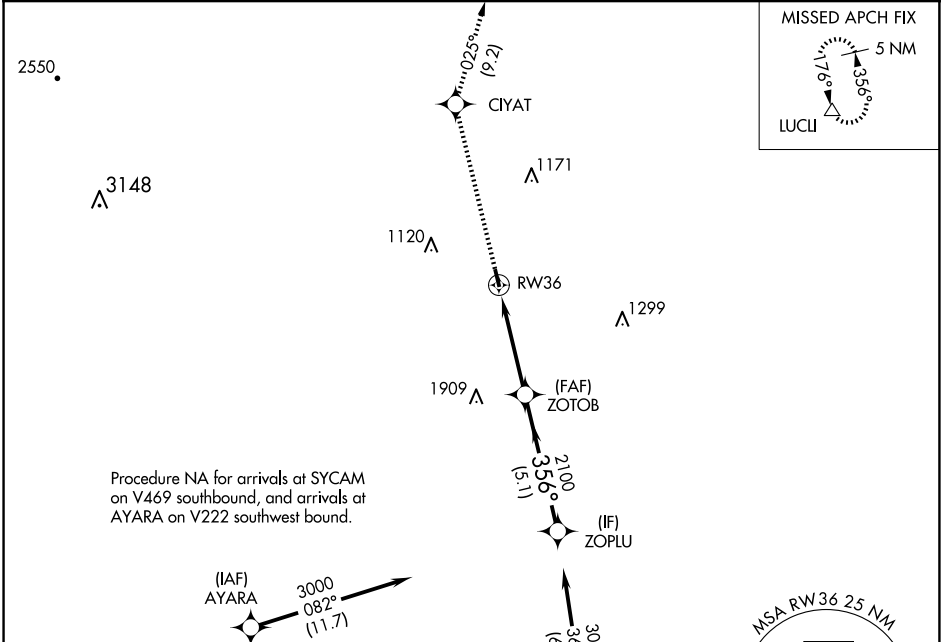 MISSED APCH FIX
5 NM
176°
356°
LUCLI
025°
(9.2)
2550
CIYAT
3148
1171
1120
RW36
1299
1909
(FAF)
ZOTOB
2100
356°
(5.1)
Procedure NA for arrivals at SYCAM
on V469 southbound, and arrivals at
AYARA on V222 southwest bound.
(IF)
ZOPLU
(IAF)
AYARA
3000
082°
(11.7)
MSA RW36 25 NM